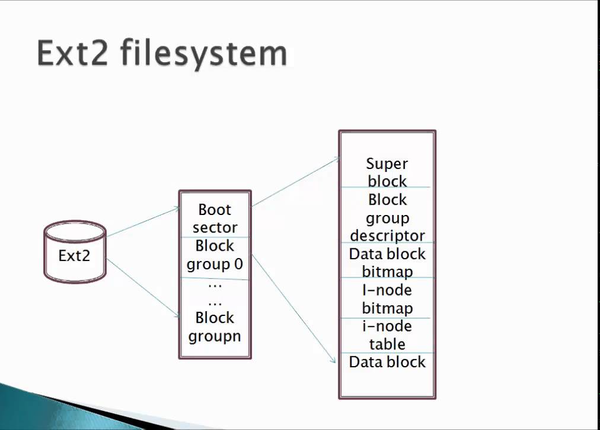 Ext2 filesystem
Ext2
Boot
sector
Block
group 0
...
...
Block
groupn
Super
block
Block
group
descriptor
Data block
bitmap
I-node
bitmap
i-node
table
Data block